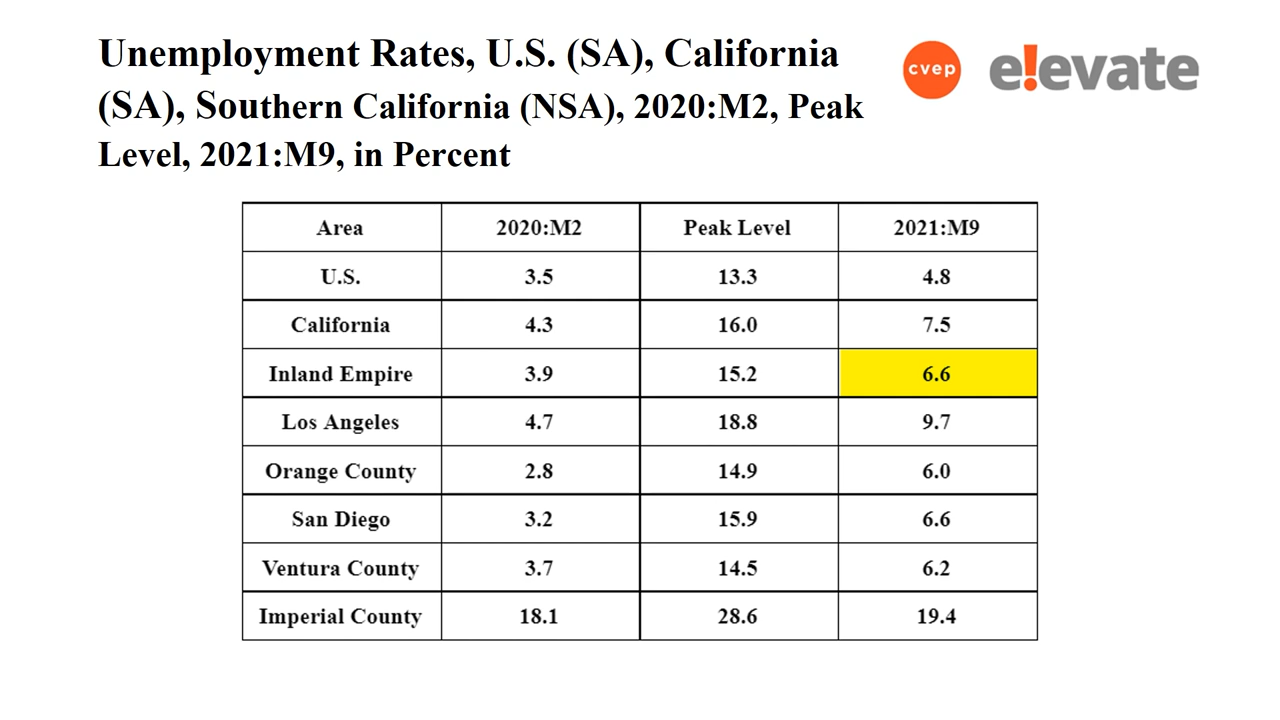 Unemployment Rates, U.S. (SA), California
(SA), Southern California (NSA), 2020:M2, Peak
Level, 2021:M9, in Percent
cvep
e!evate
Area 2020:M2 Peak Level 2021:M9
U.S. 3.5 13.3 4.8
California 4.3 16.0 7.5
Inland Empire 3.9 15.2 6.6
Los Angeles 4.7 18.8 9.7
Orange County 2.8 14.9 6.0
San Diego 3.2 15.9 6.6
Ventura County 3.7 14.5 6.2
Imperial County 18.1 28.6 19.4